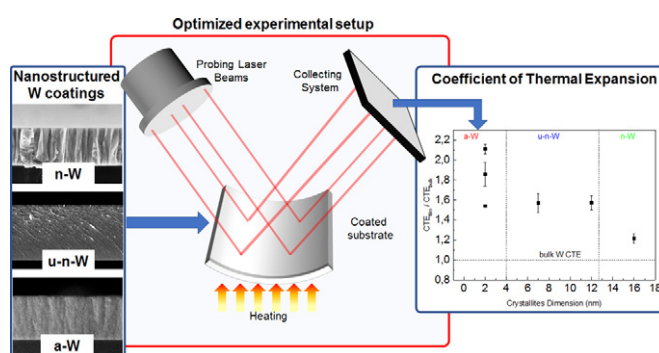 Optimized experimental setup
Nanostructured
W coatings
n-W
u-n-W
a-W
Probing Laser
Beams
Collecting
System
Coated
substrate
Heating
Coefficient of Thermal Expansion
a-W u-n-W n-W
2,2
2,0
1,8
1,6
1,4
1,2
1,0
0,8
CTEfilm / CTEbulk
bulk W CTE
0 2 4 6 8 10 12 14 16 18
Crystallites Dimension (nm)